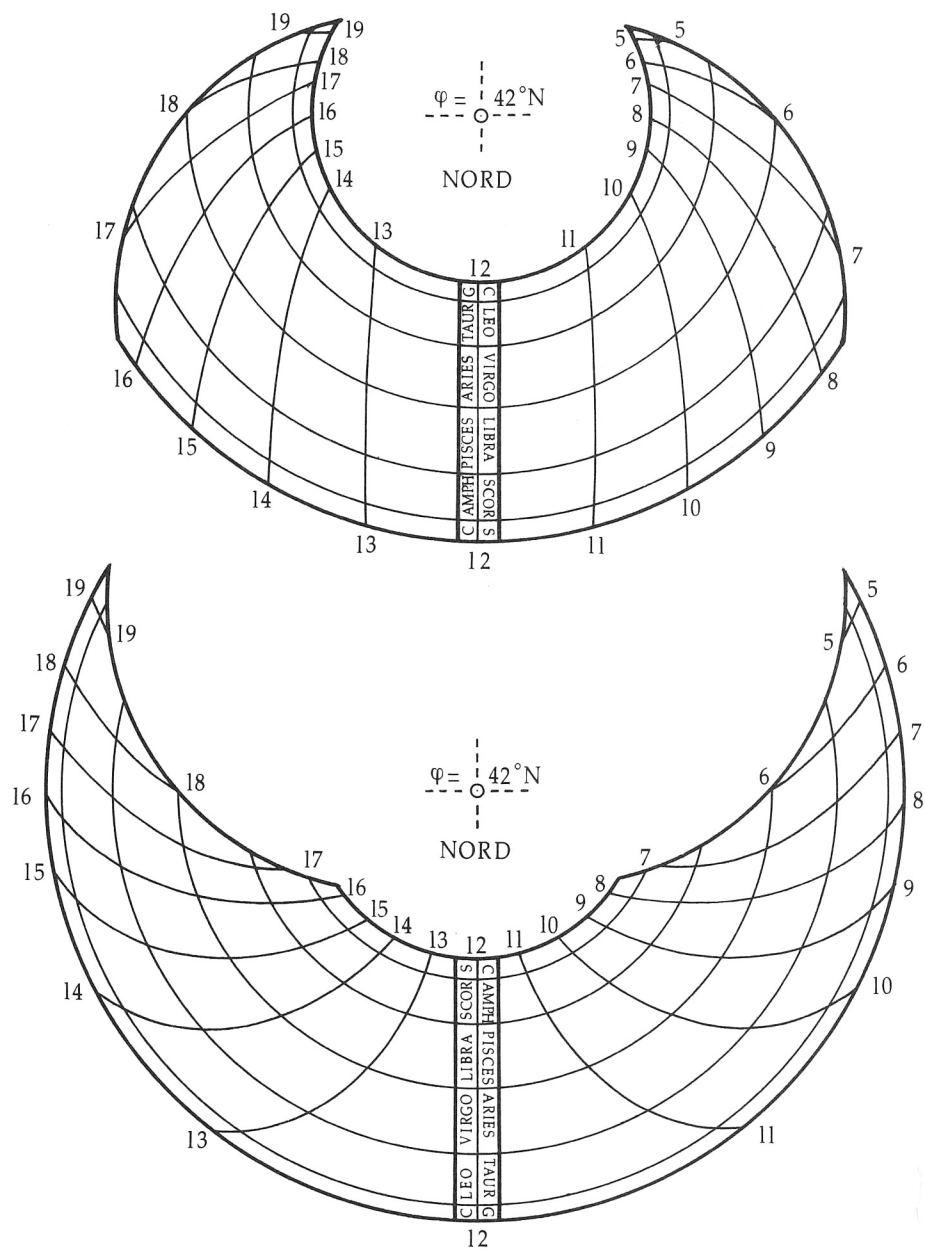 19 19 5 5
18 6
17 7
φ = 42°N
18 16 8 6
15 9
NORD
14 10
17 13 11 7
12
G C
TAUR LEO
ARIES VIRGO
PISCES LIBRA
AMPH SCOR
C S
16 8
15 9
14 10
13 12 11
19 5
19 5
18 6
17 7
φ = 42°N
16 18 6 8
NORD
17 7
15 16 8 9
15 9
14 10
13 12 11
S C
SCOR AMPH
LIBRA PISCES
VIRGO ARIES
LEO TAUR
C G
14 10
13 11
12